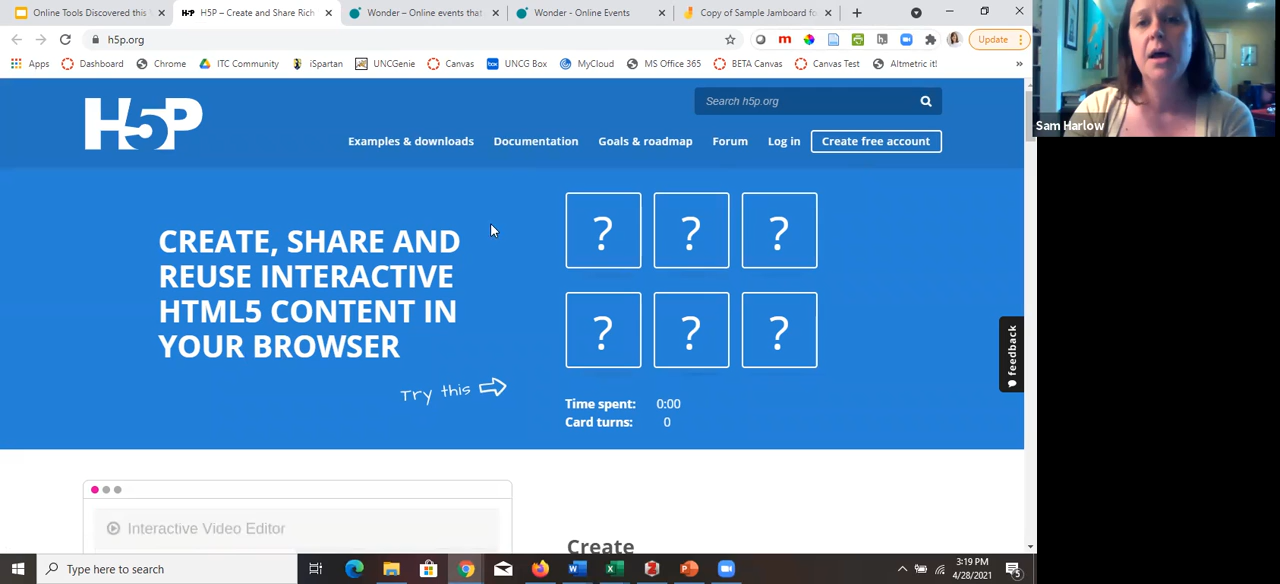 Online Tools Discovered this
H5P – Create and Share Rich
Wonder – Online events that
Wonder - Online Events
Copy of Sample Jamboard fo
h5p.org
Update
Apps
Dashboard
Chrome
ITC Community
iSpartan
UNCGenie
Canvas
UNCG Box
MyCloud
MS Office 365
BETA Canvas
Canvas Test
Altmetric it!
»
H5P
Search h5p.org
Examples & downloads
Documentation
Goals & roadmap
Forum
Log in
Create free account
CREATE, SHARE AND
REUSE INTERACTIVE
HTML5 CONTENT IN
YOUR BROWSER
Try this
? ? ?
? ? ?
Time spent: 0:00
Card turns: 0
feedback
Interactive Video Editor
Create
Sam Harlow
Type here to search
3:19 PM
4/28/2021
5